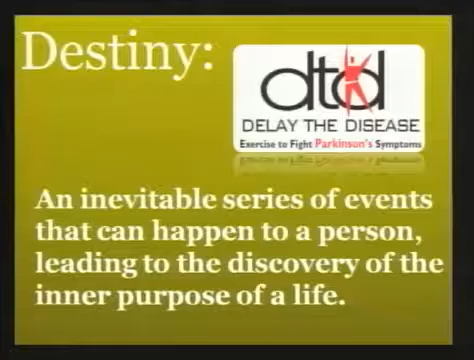 Destiny:
dtd
DELAY THE DISEASE
Exercise to Fight Parkinson's Symptoms
An inevitable series of events
that can happen to a person,
leading to the discovery of the
inner purpose of a life.